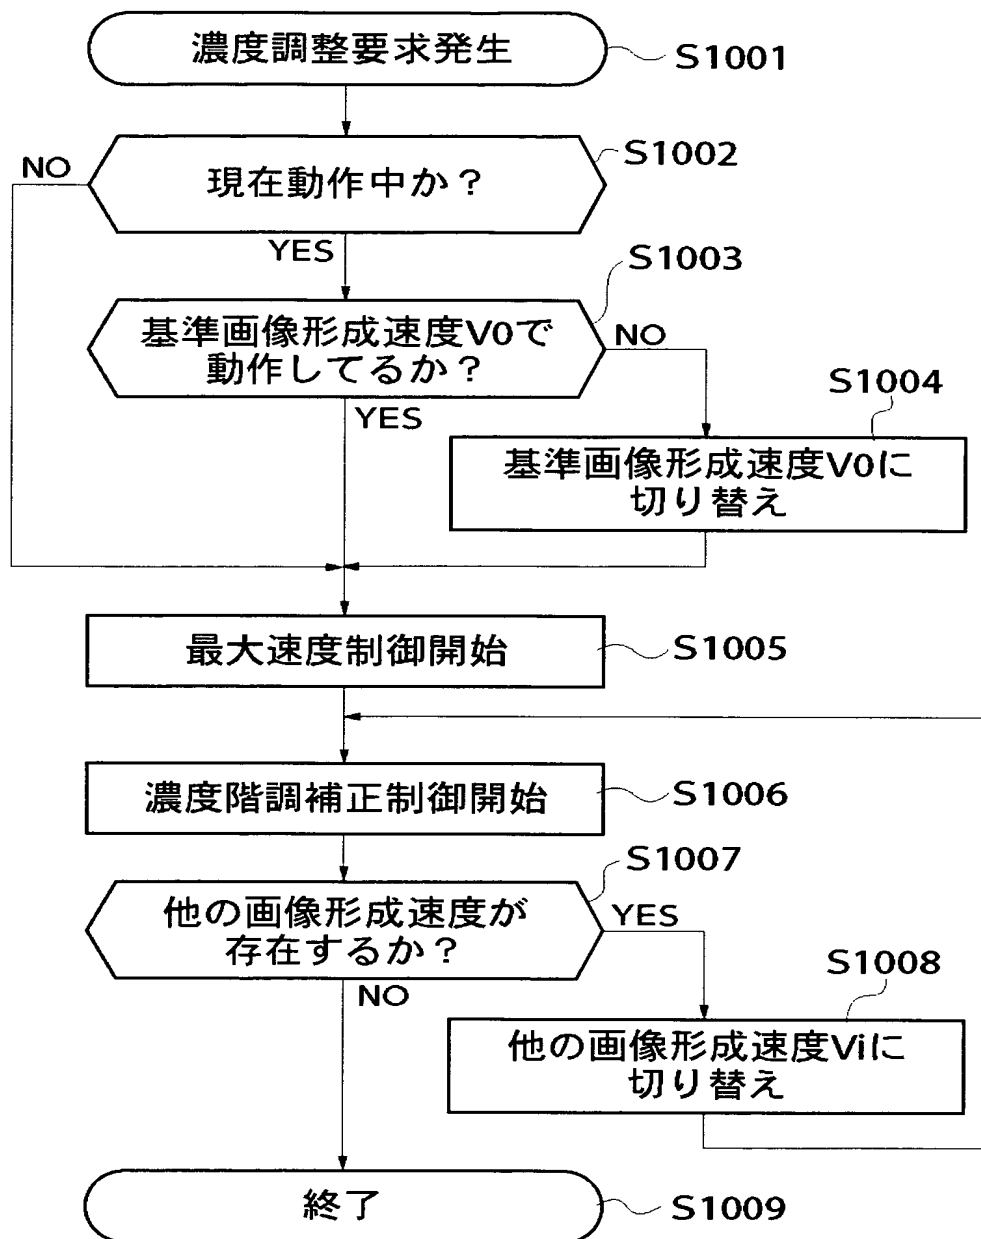 濃度調整要求発生
S1001
現在動作中か？
S1002
NO
YES
基準画像形成速度V0で
動作してるか？
S1003
NO
YES
S1004
基準画像形成速度V0に
切り替え
最大速度制御開始
S1005
濃度階調補正制御開始
S1006
他の画像形成速度が
存在するか？
S1007
YES
NO
S1008
他の画像形成速度Viに
切り替え
終了
S1009